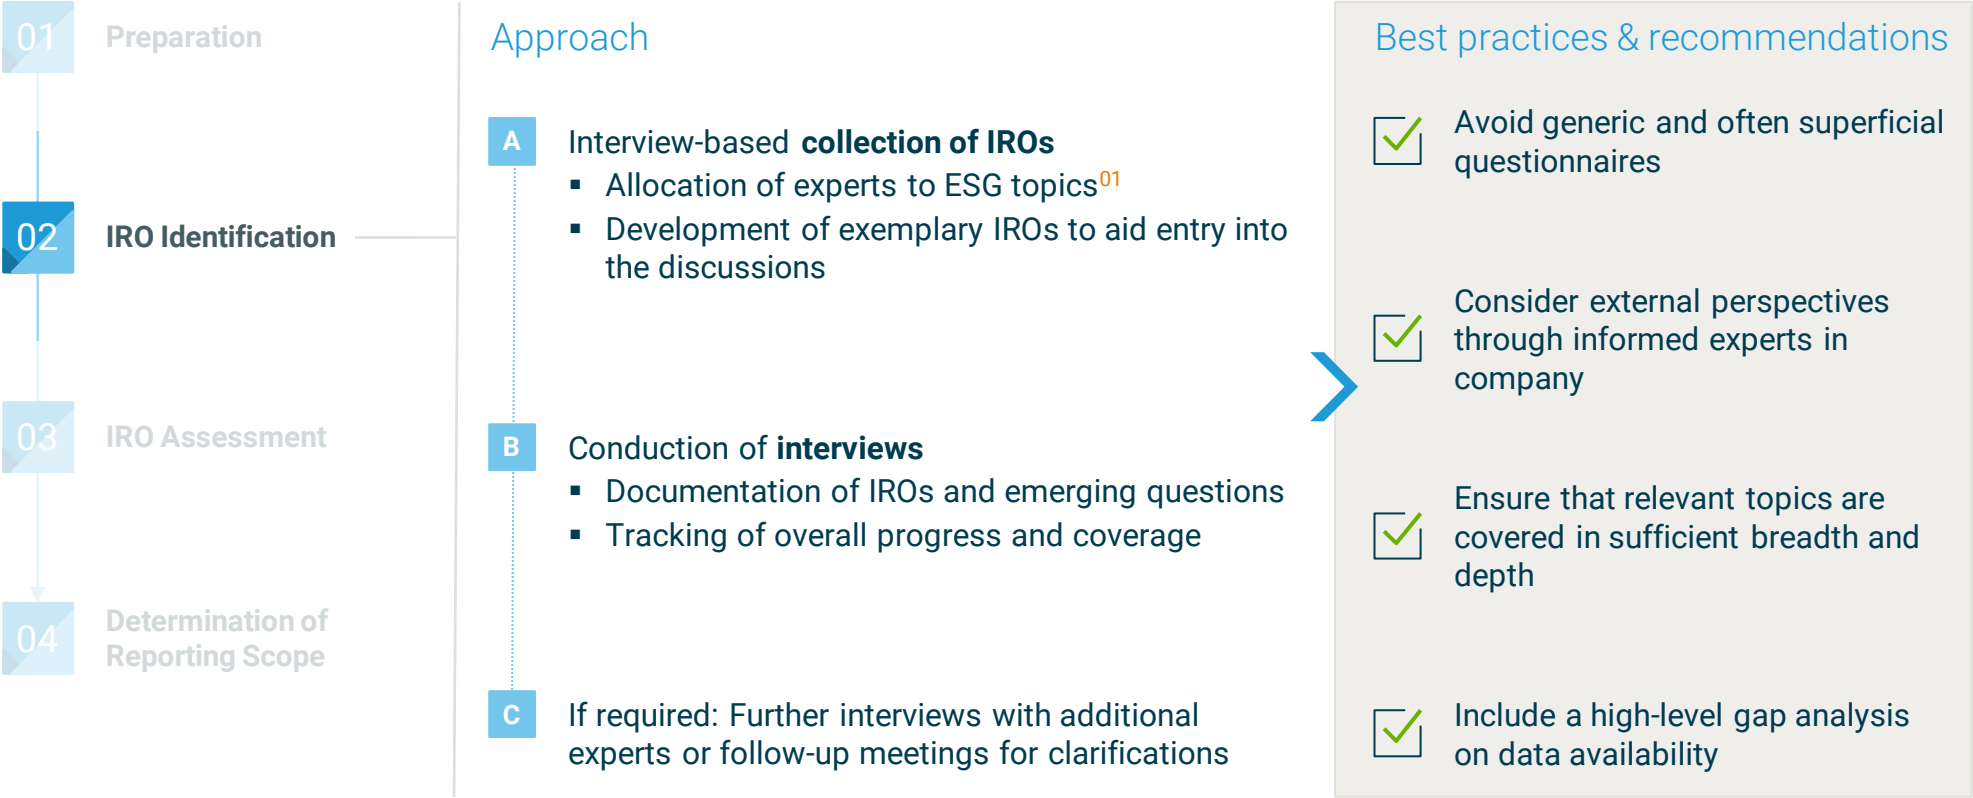 01
Preparation
02
IRO Identification
03
IRO Assessment
04
Determination of
Reporting Scope
Approach
A
Interview-based collection of IROs
▪ Allocation of experts to ESG topics01
▪ Development of exemplary IROs to aid entry into
the discussions
B
Conduction of interviews
▪ Documentation of IROs and emerging questions
▪ Tracking of overall progress and coverage
C
If required: Further interviews with additional
experts or follow-up meetings for clarifications
Best practices & recommendations
Avoid generic and often superficial
questionnaires
Consider external perspectives
through informed experts in
company
Ensure that relevant topics are
covered in sufficient breadth and
depth
Include a high-level gap analysis
on data availability